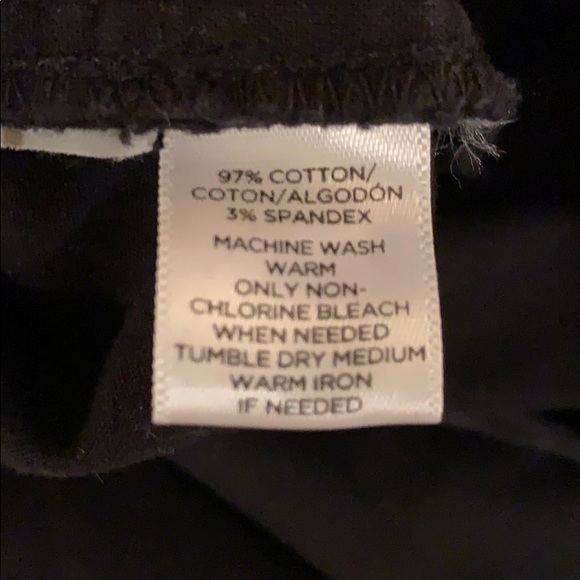 97% COTTON/
COTON/ALGODÓN
3% SPANDEX
MACHINE WASH
WARM
ONLY NON-
CHLORINE BLEACH
WHEN NEEDED
TUMBLE DRY MEDIUM
WARM IRON
IF NEEDED